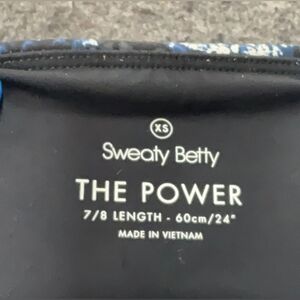 XS
Sweaty Betty
THE POWER
7/8 LENGTH - 60cm/24"
MADE IN VIETNAM